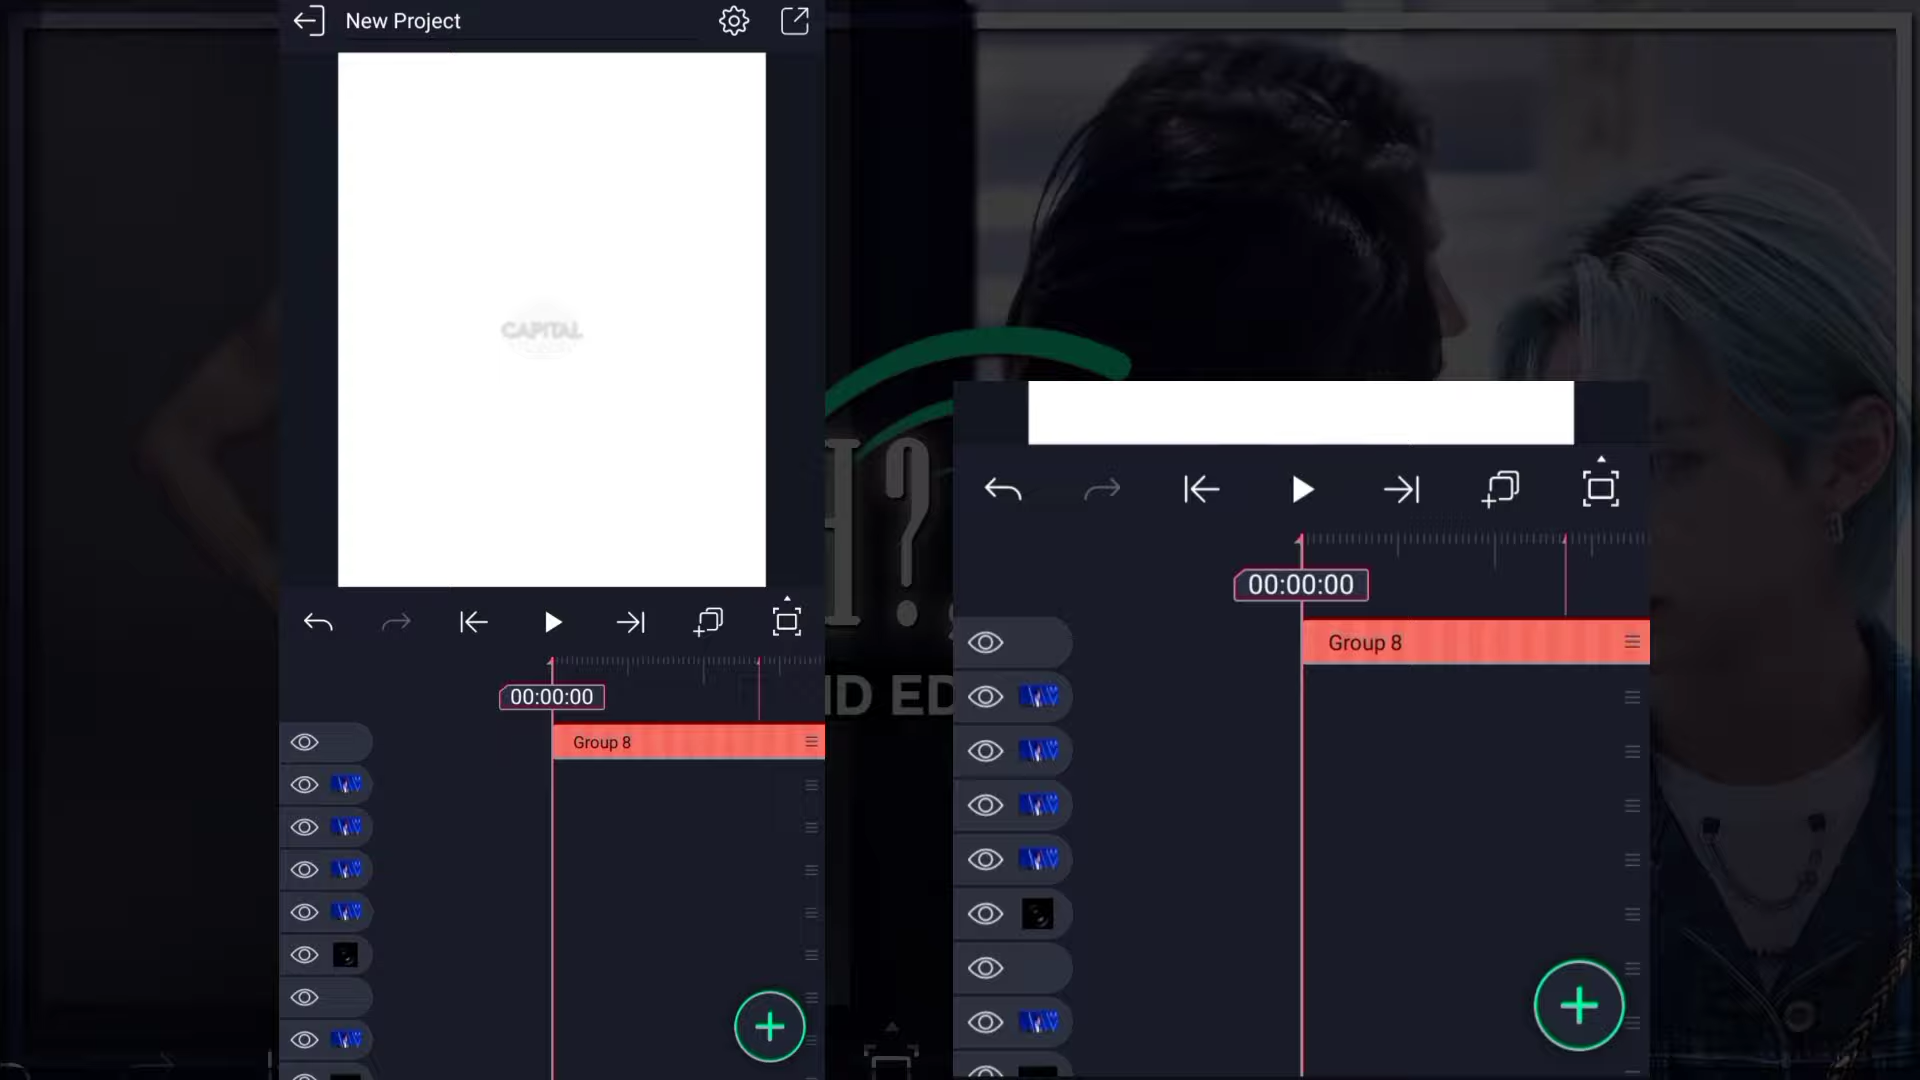 New Project
CAPITAL
H?
00:00:00
Group 8
ID ED
00:00:00
Group 8